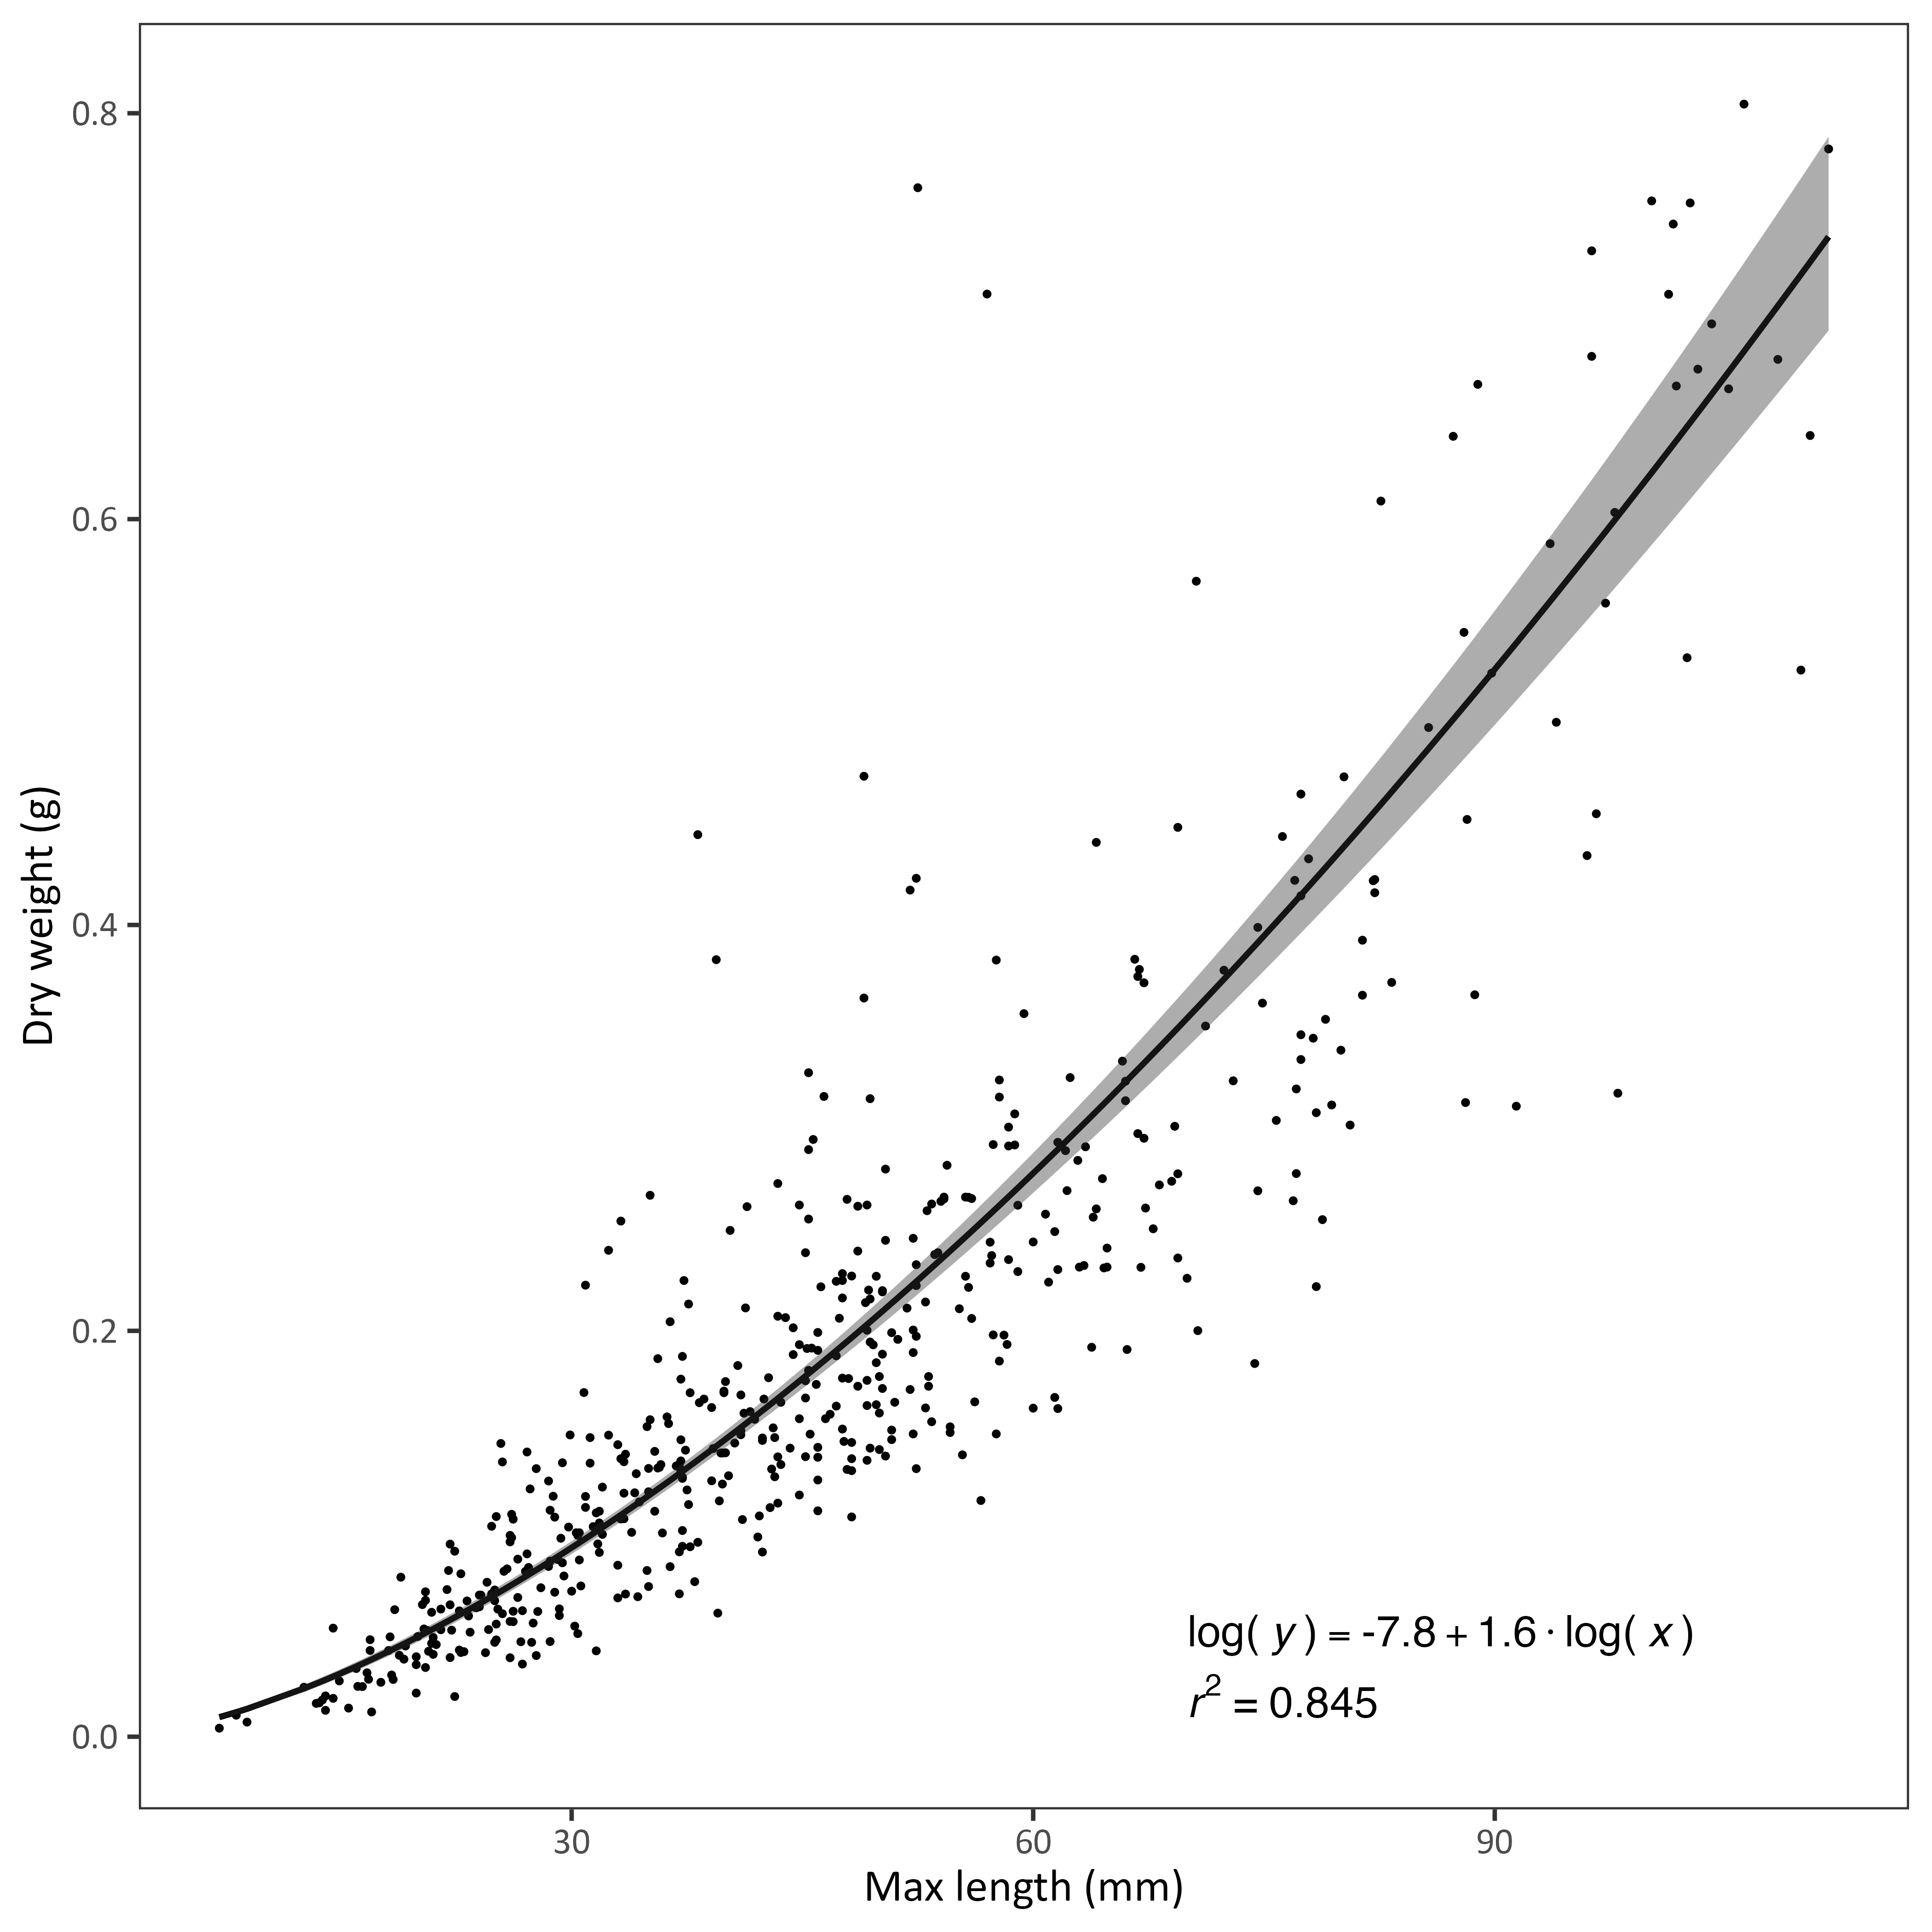 0.8
0.6
0.4
0.2
0.0
Dry weight (g)
30 60 90
Max length (mm)
log( y ) = -7.8 + 1.6 · log( x )
r² = 0.845